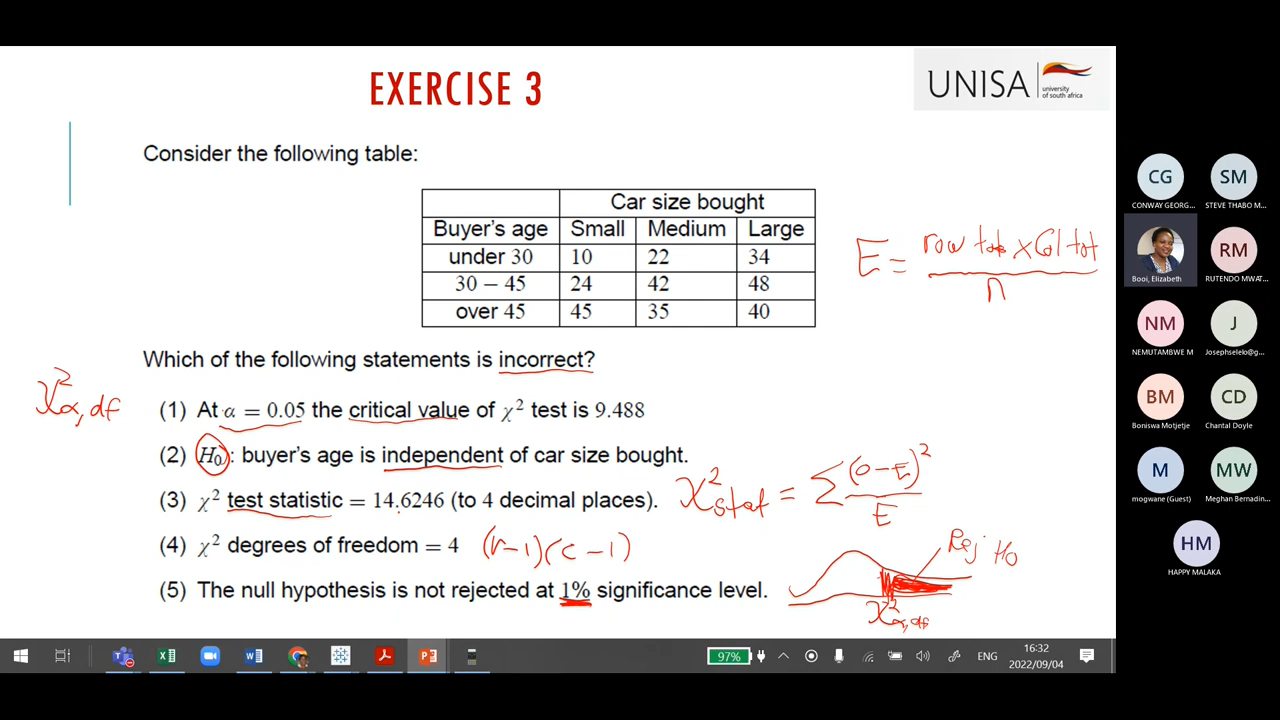 EXERCISE 3
UNISA
university
of south africa
Consider the following table:
Car size bought
Buyer's age Small Medium Large
under 30 10 22 34
30 − 45 24 42 48
over 45 45 35 40
E = row tot × Col tot
n
Which of the following statements is incorrect?
χ²α, df
(1) At α = 0.05 the critical value of χ² test is 9.488
(2) H₀: buyer's age is independent of car size bought.
(3) χ² test statistic = 14.6246 (to 4 decimal places).
χ²stat = Σ (O−E)²
E
(4) χ² degrees of freedom = 4 (r−1)(c−1)
Rej H₀
(5) The null hypothesis is not rejected at 1% significance level.
χ²α, df
CG
CONWAY GEORG...
SM
STEVE THABO M...
Booi, Elizabeth
RM
RUTENDO MWAT...
NM
NEMUTAMBWE M
J
Josephselelo@g...
BM
Boniswa Motjetje
CD
Chantal Doyle
M
mogwane (Guest)
MW
Meghan Bernadin...
HM
HAPPY MALAKA
97%
ENG
16:32
2022/09/04